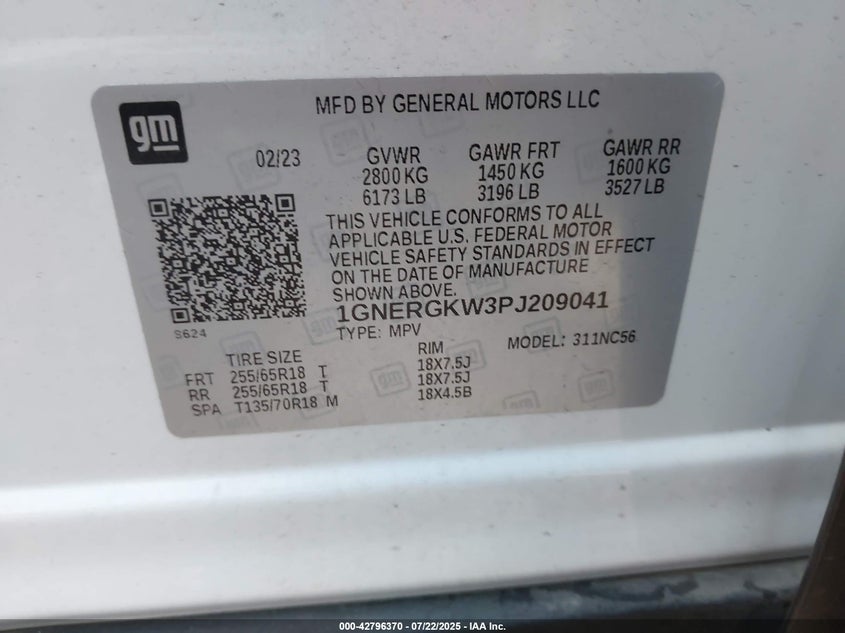 gm
MFD BY GENERAL MOTORS LLC
02/23
GVWR
2800 KG
6173 LB
GAWR FRT
1450 KG
3196 LB
GAWR RR
1600 KG
3527 LB
THIS VEHICLE CONFORMS TO ALL
APPLICABLE U.S. FEDERAL MOTOR
VEHICLE SAFETY STANDARDS IN EFFECT
ON THE DATE OF MANUFACTURE
SHOWN ABOVE.
1GNERGKW3PJ209041
S624
TYPE: MPV
MODEL: 311NC56
TIRE SIZE RIM
FRT 255/65R18 T 18X7.5J
RR 255/65R18 T 18X7.5J
SPA T135/70R18 M 18X4.5B
000-42796370 - 07/22/2025 - IAA Inc.